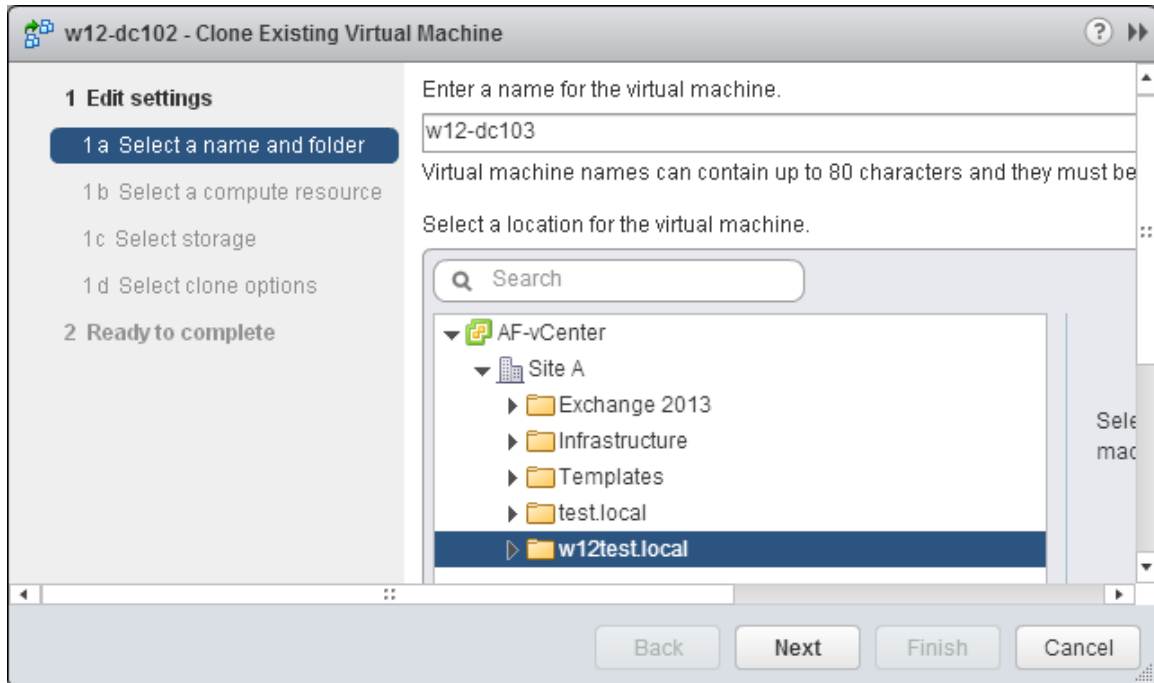 w12-dc102 - Clone Existing Virtual Machine
?
1 Edit settings
1a Select a name and folder
1b Select a compute resource
1c Select storage
1d Select clone options
2 Ready to complete
Enter a name for the virtual machine.
w12-dc103
Virtual machine names can contain up to 80 characters and they must be
Select a location for the virtual machine.
Search
AF-vCenter
Site A
Exchange 2013
Infrastructure
Templates
test.local
w12test.local
Sele
mac
Back
Next
Finish
Cancel